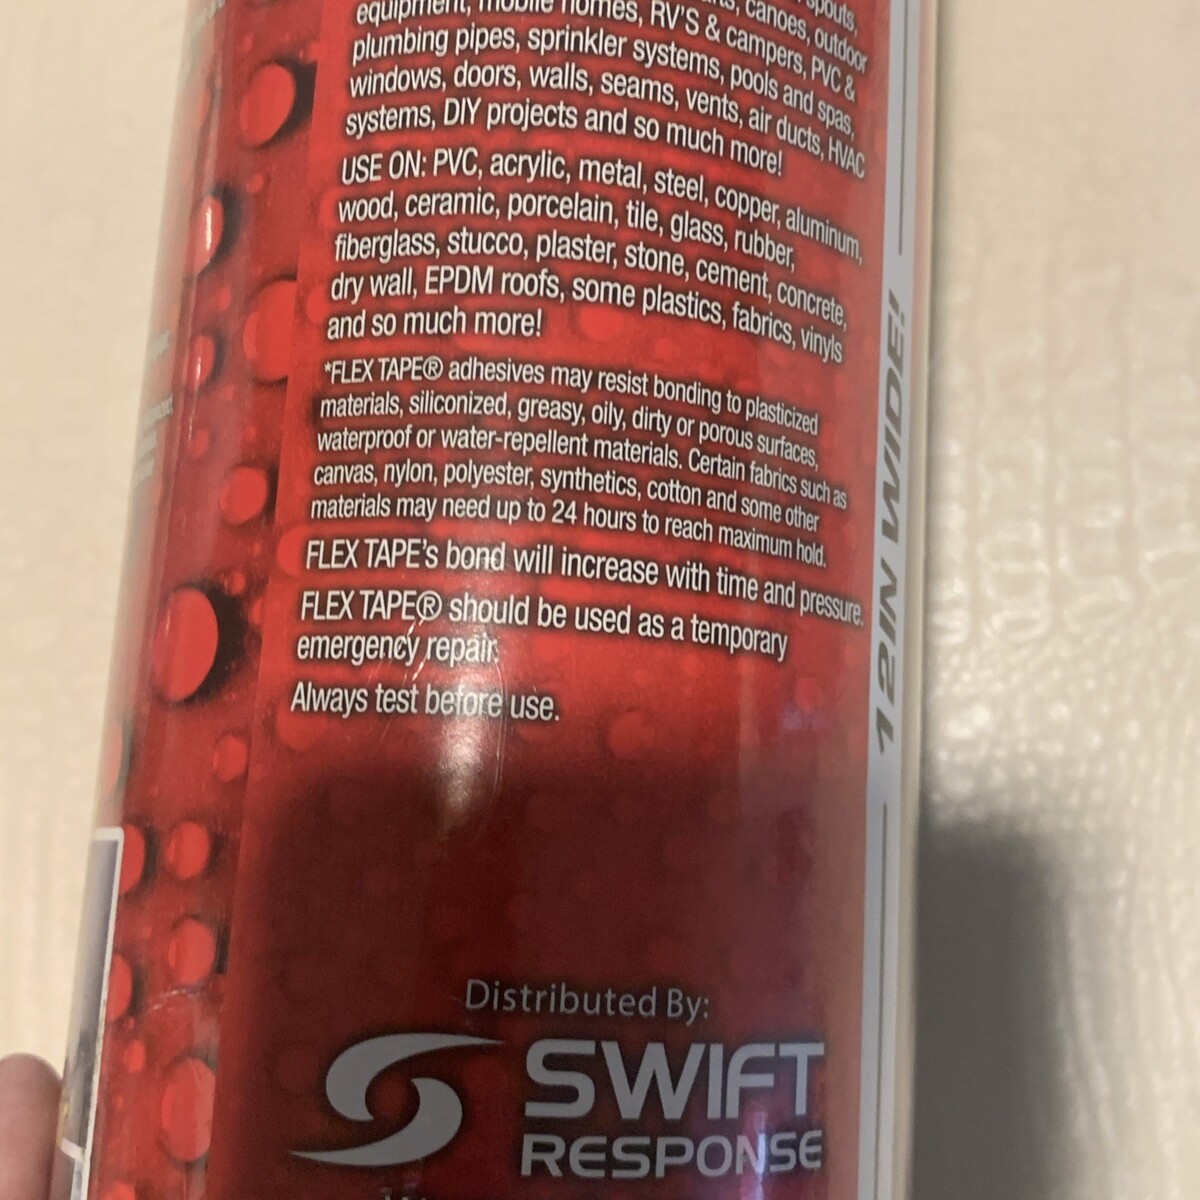 spouts,
canoes, outdoor
equipment, mobile homes, RV'S & campers, PVC &
plumbing pipes, sprinkler systems, pools and spas,
windows, doors, walls, seams, vents, air ducts, HVAC
systems, DIY projects and so much more!
USE ON: PVC, acrylic, metal, steel, copper, aluminum,
wood, ceramic, porcelain, tile, glass, rubber,
fiberglass, stucco, plaster, stone, cement, concrete,
dry wall, EPDM roofs, some plastics, fabrics, vinyls
and so much more!
*FLEX TAPE® adhesives may resist bonding to plasticized
materials, siliconized, greasy, oily, dirty or porous surfaces,
waterproof or water-repellent materials. Certain fabrics such as
canvas, nylon, polyester, synthetics, cotton and some other
materials may need up to 24 hours to reach maximum hold.
FLEX TAPE's bond will increase with time and pressure.
FLEX TAPE® should be used as a temporary
emergency repair.
Always test before use.
Distributed By:
SWIFT
RESPONSE
12IN WIDE!